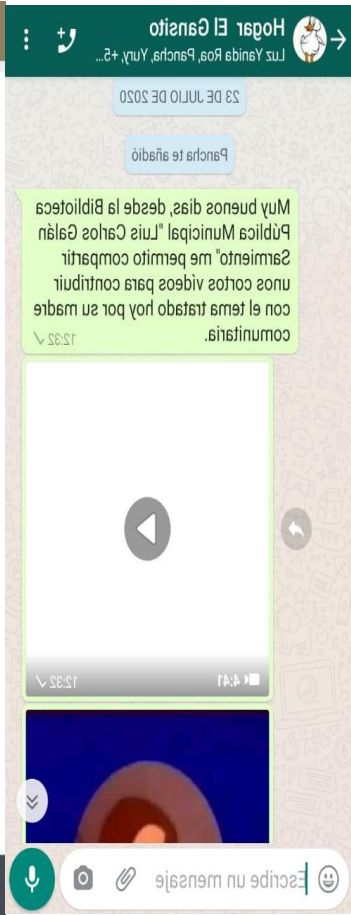 Hogar El Gansito
Luz Yanida Roa, Pancha, Yury, +5...
23 DE JULIO DE 2020
Pancha te añadió
Muy buenos días, desde la Biblioteca
Pública Municipal "Luis Carlos Galán
Sarmiento" me permito compartir
unos cortos videos para contribuir
con el tema tratado hoy por su madre
comunitaria.
12:32
4:41
12:32
Escribe un mensaje